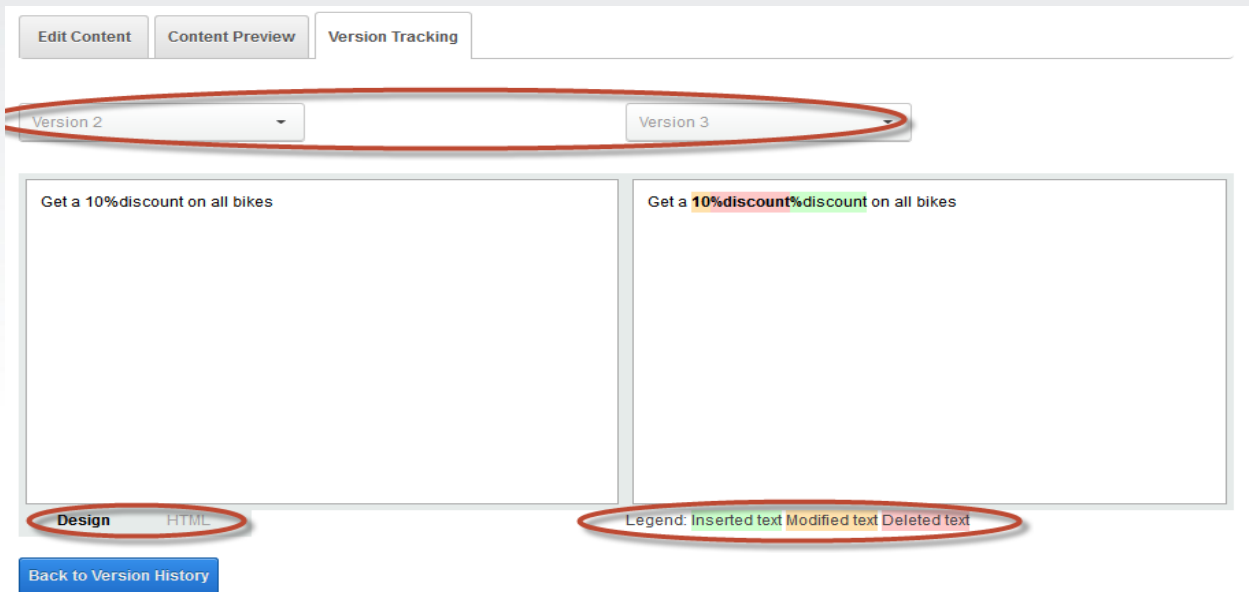 Edit Content Content Preview Version Tracking
Version 2 Version 3
Get a 10%discount on all bikes
Get a 10%discount%discount on all bikes
Design HTML
Legend: Inserted text Modified text Deleted text
Back to Version History